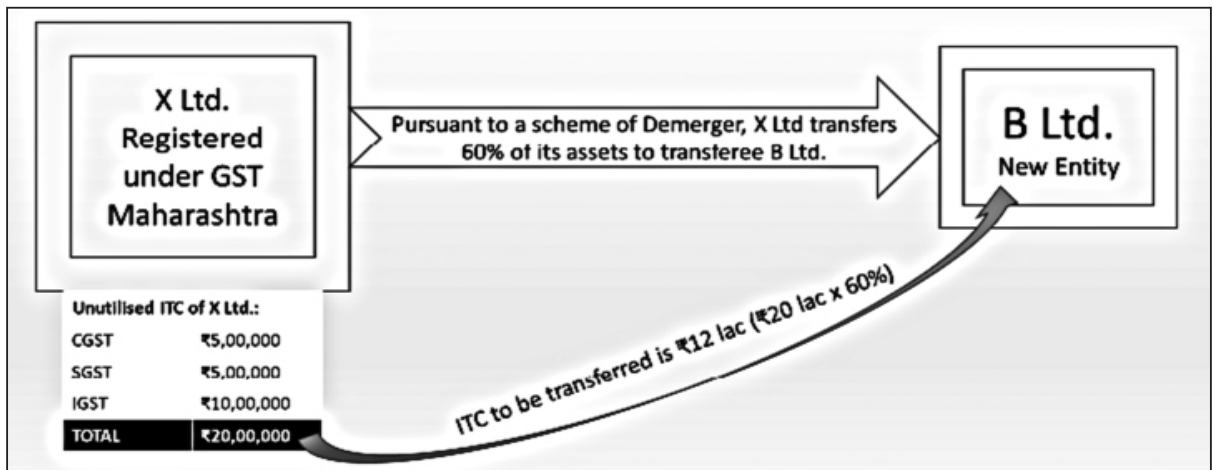 X Ltd.
Registered
under GST
Maharashtra
Pursuant to a scheme of Demerger, X Ltd transfers
60% of its assets to transferee B Ltd.
B Ltd.
New Entity
Unutilised ITC of X Ltd.:
CGST ₹5,00,000
SGST ₹5,00,000
IGST ₹10,00,000
TOTAL ₹20,00,000
ITC to be transferred is ₹12 lac (₹20 lac x 60%)